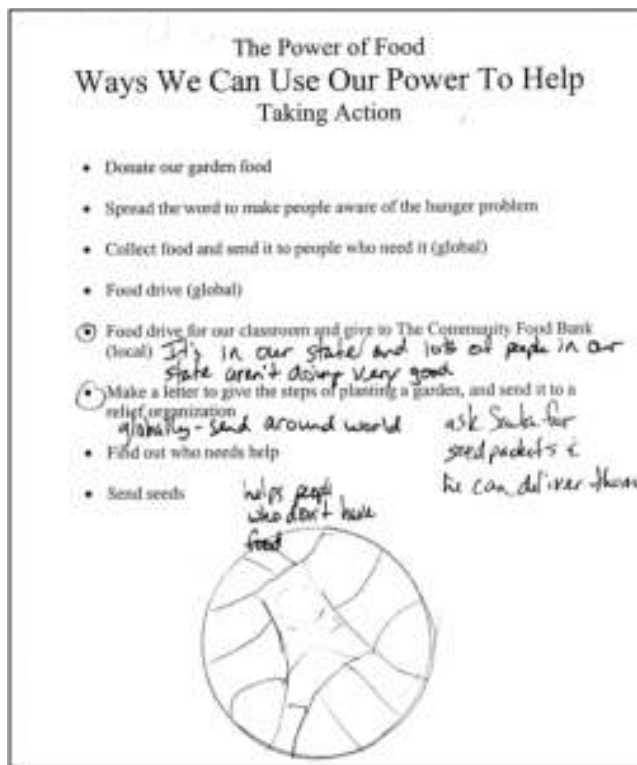 The Power of Food
Ways We Can Use Our Power To Help
Taking Action
• Donate our garden food
• Spread the word to make people aware of the hunger problem
• Collect food and send it to people who need it (global)
• Food drive (global)
• Food drive for our classroom and give to The Community Food Bank
(local) It's in our state and lots of people in our
state aren't doing very good
• Make a letter to give the steps of planting a garden, and send it to a
relief organization
globally - send around world
ask Santa for
seed packets &
he can deliver them
• Find out who needs help
• Send seeds
helps people
who don't have
food